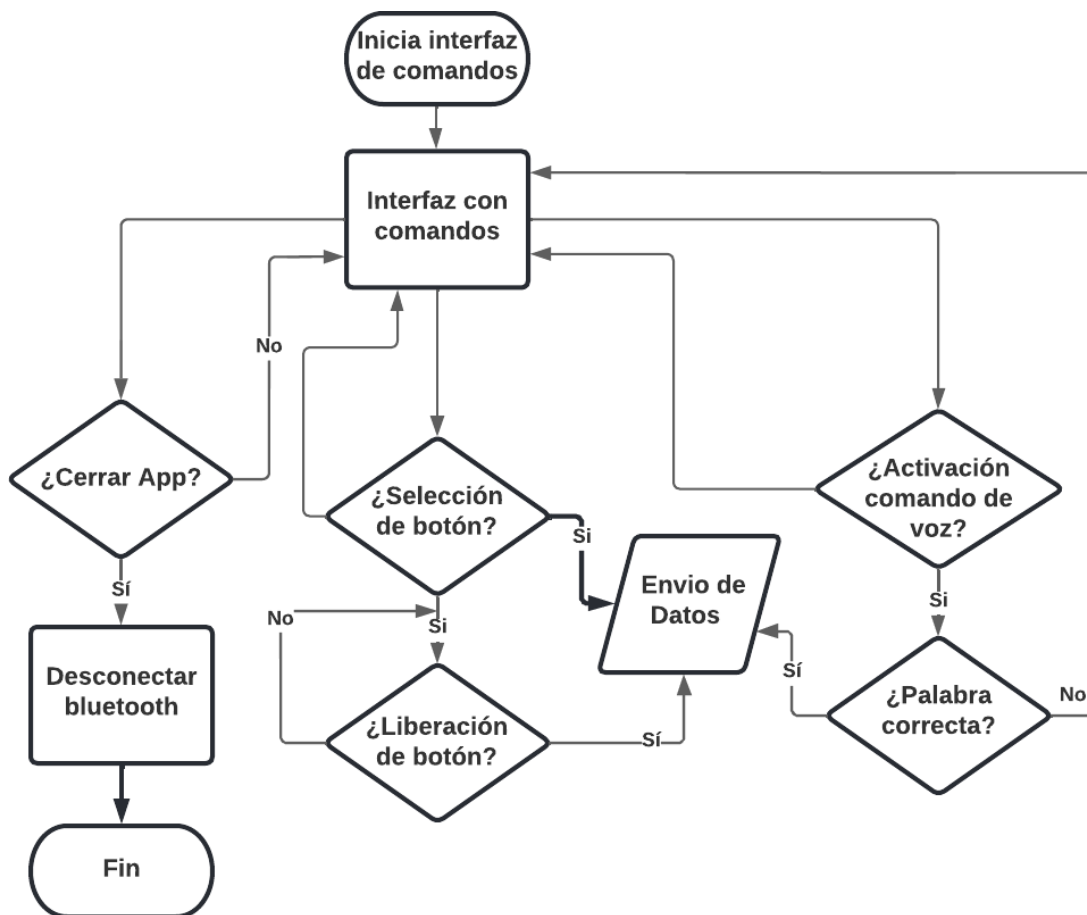 Inicia interfaz
de comandos
Interfaz con
comandos
No
¿Cerrar App?
¿Selección
de botón?
¿Activación
comando de
voz?
Si
Envio de
Datos
Sí
No
Si
Si
Desconectar
bluetooth
Sí
¿Palabra
correcta?
No
¿Liberación
de botón?
Sí
Fin